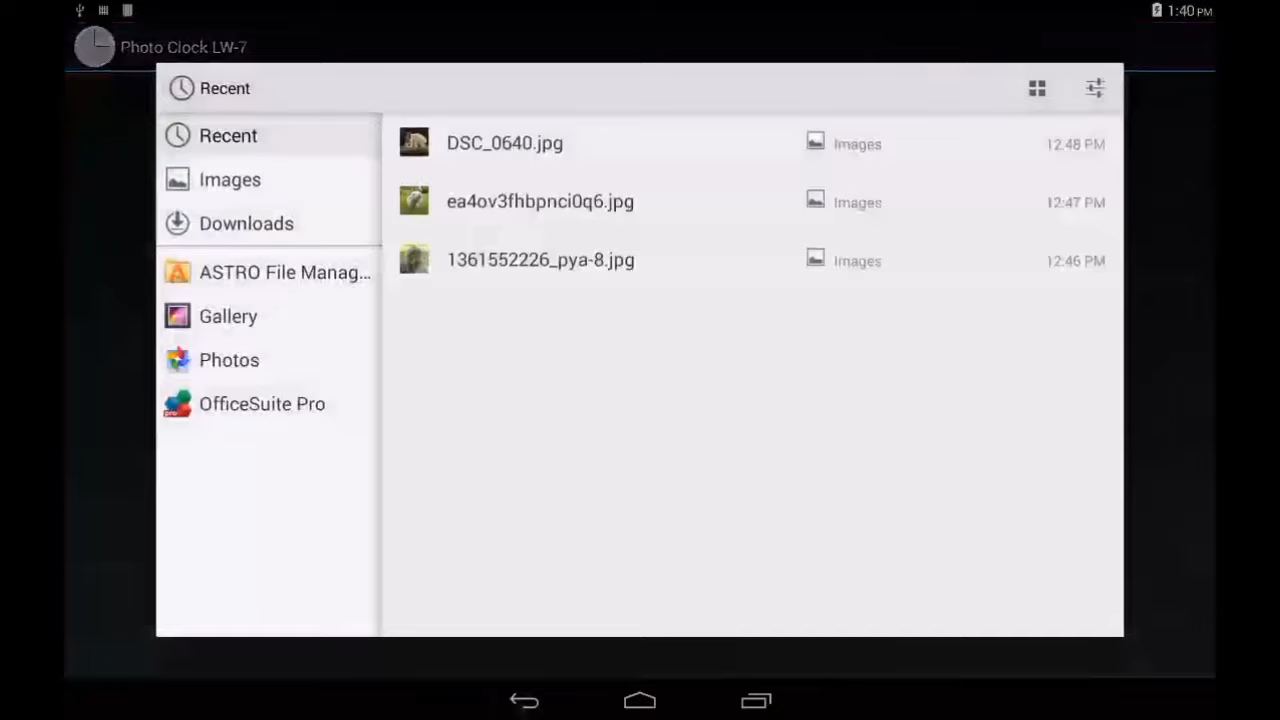 1:40 PM
Photo Clock LW-7
Recent
Recent
Images
Downloads
ASTRO File Manag...
Gallery
Photos
OfficeSuite Pro
DSC_0640.jpg Images 12:48 PM
ea4ov3fhbpnci0q6.jpg Images 12:47 PM
1361552226_pya-8.jpg Images 12:46 PM